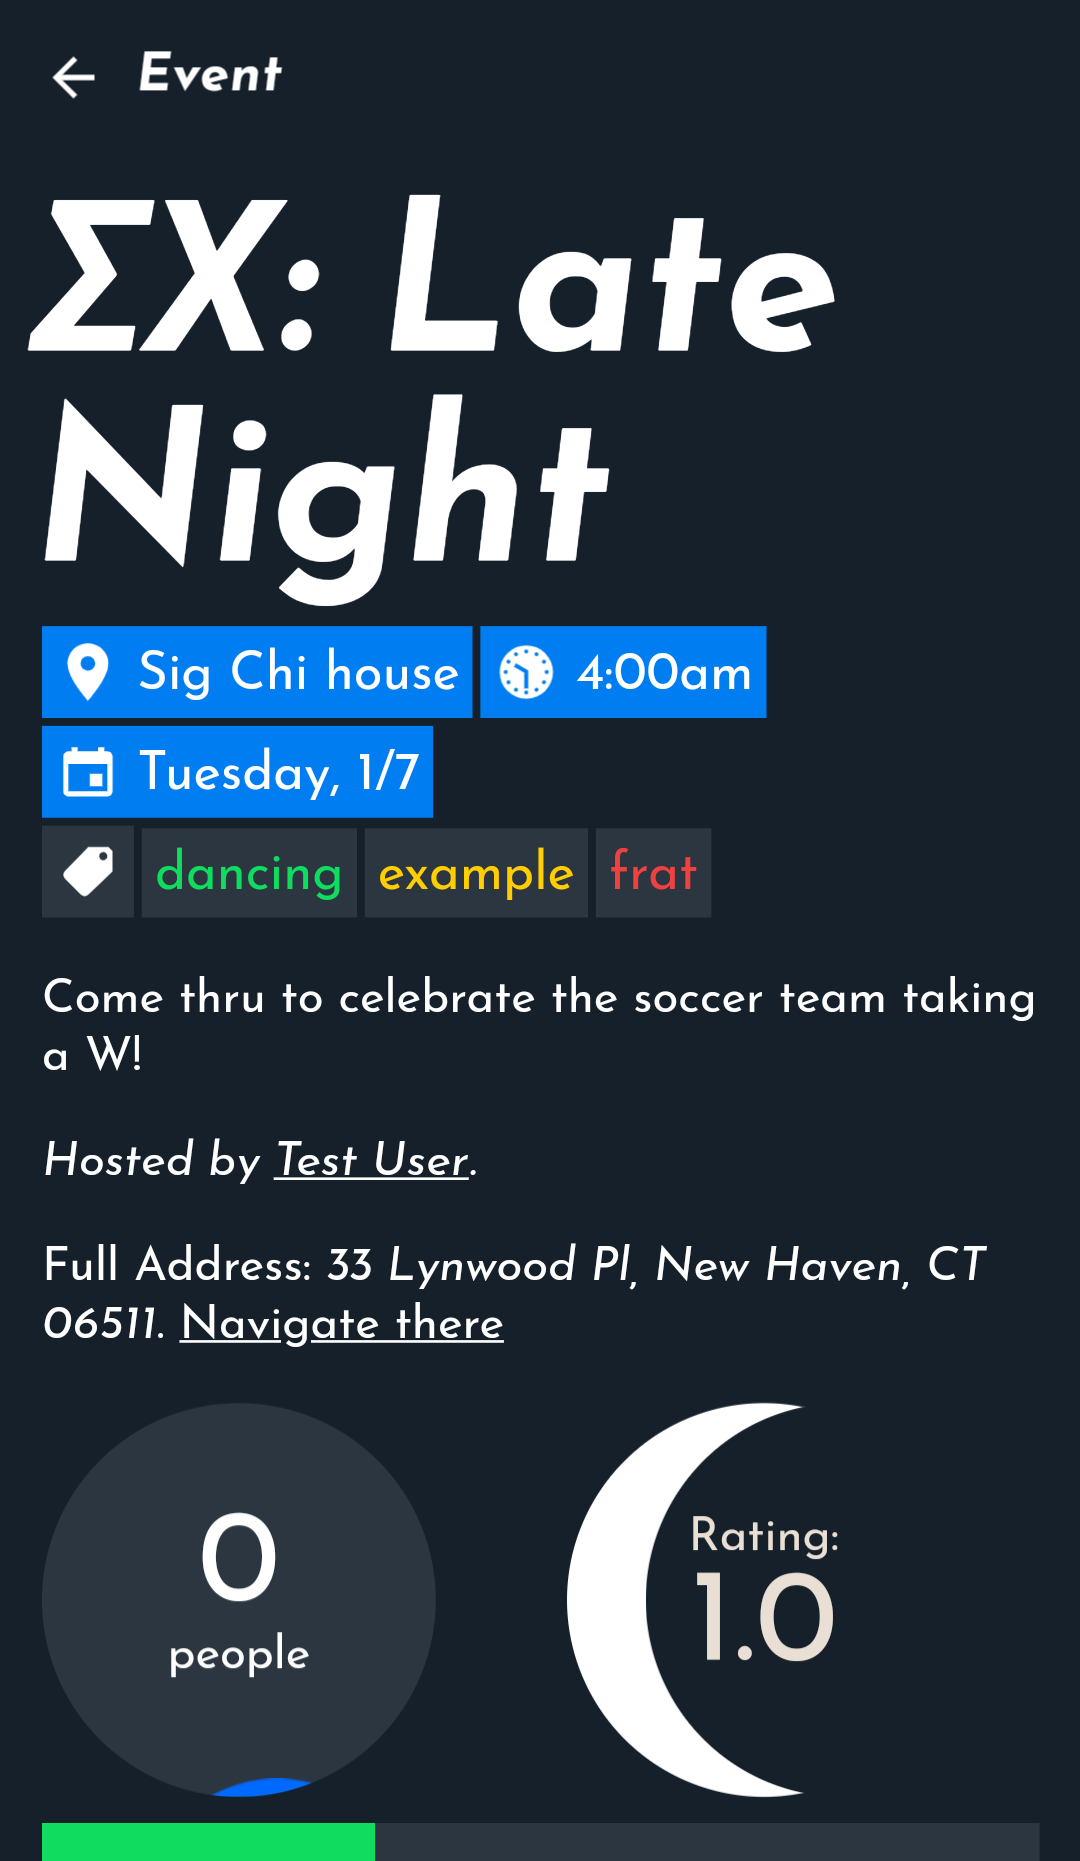 Event
ΣX: Late
Night
Sig Chi house 4:00am
Tuesday, 1/7
dancing example frat
Come thru to celebrate the soccer team taking
a W!
Hosted by Test User.
Full Address: 33 Lynwood Pl, New Haven, CT
06511. Navigate there
0
people
Rating:
1.0